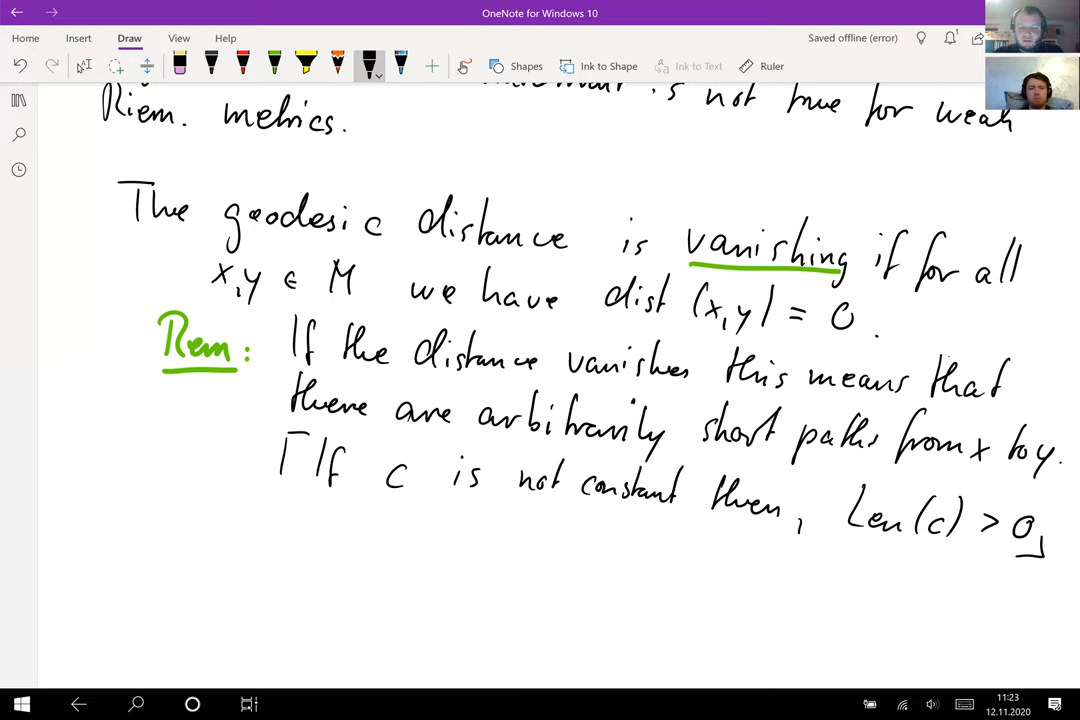 OneNote for Windows 10
Home Insert Draw View Help
Saved offline (error)
Shapes Ink to Shape Ink to Text Ruler
is not true for weak
Riem. metrics.
The geodesic distance is vanishing if for all
x,y ∈ M we have dist (x,y) = 0.
Rem: If the distance vanishes this means that
there are arbitrarily short paths from x to y.
⌈ If c is not constant then, Len(c) > 0⌋
11:23
12.11.2020